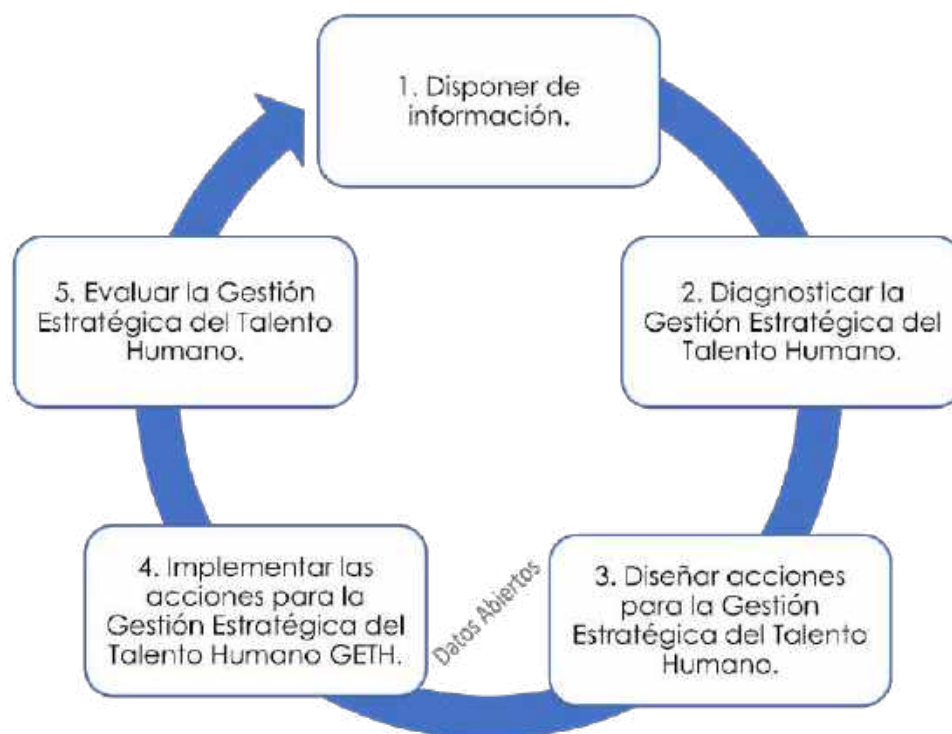 1. Disponer de
información.
2. Diagnosticar la
Gestión Estratégica del
Talento Humano.
3. Diseñar acciones
para la Gestión
Estratégica del Talento
Humano.
4. Implementar las
acciones para la
Gestión Estratégica del
Talento Humano GETH.
5. Evaluar la Gestión
Estratégica del Talento
Humano.
Datos Abiertos